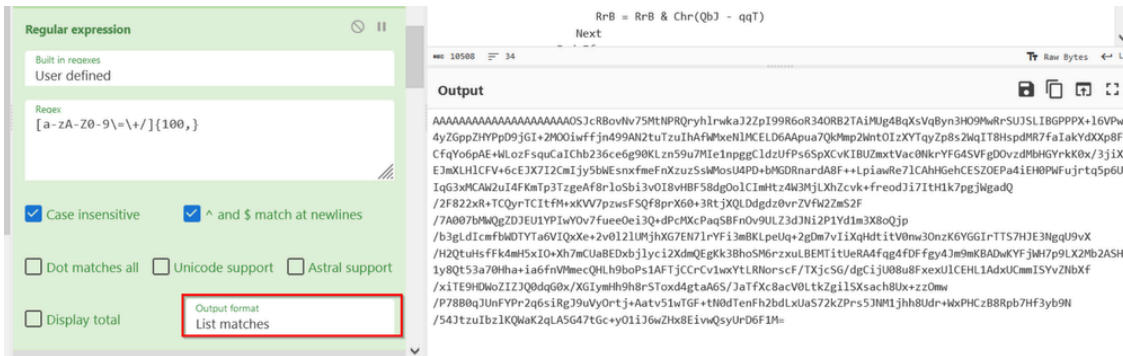 Regular expression
Built in regexes
User defined
Regex
[a-zA-Z0-9\=\+/]{100,}
Case insensitive
^ and $ match at newlines
Dot matches all
Unicode support
Astral support
Display total
Output format
List matches
RrB = RrB & Chr(QbJ - qqT)
Next
10508
34
Raw Bytes
Output
AAAAAAAAAAAAAAAAAAAAAOSJcRBovNv75MtNPRQryhlrwkaJ2ZpI99R6oR34ORB2TAiMUg4BqXsVqByn3HO9MwRrSUJSLIBGPPPX+l6VPw
4yZGppZHYPpD9jGI+2MOOiwffjn499AN2tuTzuIhAfWMxeNlMCELD6AApua7QkMmp2WntOIzXYTqyZp8s2WqIT8HspdMR7faIakYdXXp8F
CfqYo6pAE+WLozFsquCaIChb236ce6g90KLzn59u7MIe1npggCldzUfPs6SpXCvKIBUZmxtVac0NkrYFG4SVFgDOvzdMbHGYrkK0x/3jiX
EJmXLHlCFV+6cEJX7I2CmIjy5bWEsnxfmeFnXzuzSsWMosU4PD+bMGDRnardA8F++LpiawRe7lCAhHGehCESZOEPa4iEH0PWFujrtq5p6U
IqG3xMCAW2uI4FKmTp3TzgeAf8rloSbi3vOI8vHBF58dgOolCImHtz4W3MjLXhZcvk+freodJi7ItH1k7pgjWgadQ
/2F822xR+TCQyrTCItfM+xKVV7pzwsFSQf8prX60+3RtjXQLDdgdz0vrZVfW2ZmS2F
/7A007bMWQgZDJEU1YPIwYOv7fueeOei3Q+dPcMXcPaqSBFnOv9ULZ3dJNi2P1Yd1m3X8oQjp
/b3gLdIcmfbWDTYTa6VIQxXe+2v0l2lUMjhXG7EN7lrYFi3mBKLpeUq+2gDm7vIiXqHdtitV0nw3OnzK6YGGIrTTS7HJE3NgqU9vX
/H2QtuHsfFk4mH5xIO+Xh7mCUaBEDxbjlyci2XdmQEgKk3BhoSM6rzxuLBEMTitUeRA4fqg4fDFfgy4Jm9mKBADwKYFjWH7p9LX2Mb2ASH
1y8Qt53a70Hha+ia6fnVMmecQHLh9boPs1AFTjCCrCv1wxYtLRNorscF/TXjcSG/dgCijU08u8FxexUlCEHL1AdxUCmmISYvZNbXf
/xiTE9HDWoZIZJQ0dqG0x/XGIymHh9h8rSToxd4gtaA6S/JaTfXc8acV0LtkZgilSXsach8Ux+zzOmw
/P78B0qJUnFYPr2q6siRgJ9uVyOrtj+Aatv51wTGF+tN0dTenFh2bdLxUaS72kZPrs5JNM1jhh8Udr+WxPHCzB8Rpb7Hf3yb9N
/54JtzuIbzlKQWaK2qLA5G47tGc+yO1iJ6wZHx8EivwQsyUrD6F1M=